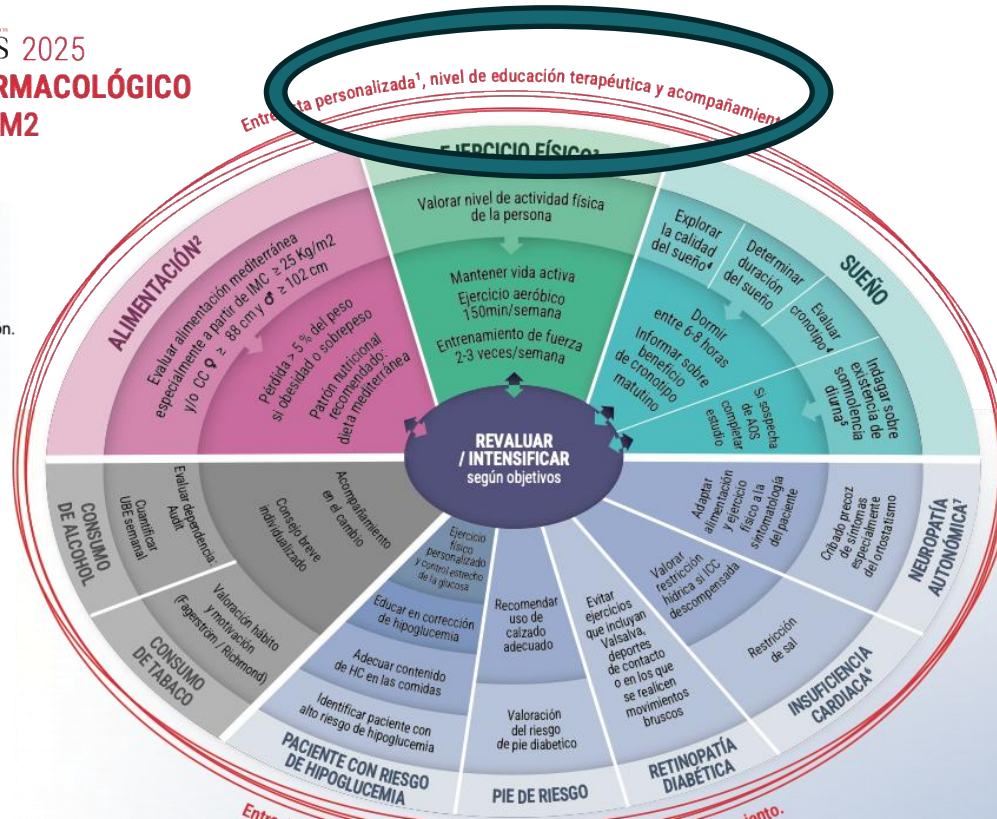 S 2025
RMACOLÓGICO
M2
ón.
personalizada¹, nivel de educación terapéutica y
EJERCICIO FÍSICO³
Valorar nivel de actividad física
de la persona
Mantener vida activa
Ejercicio aeróbico
150min/semana
Entrenamiento de fuerza
2-3 veces/semana
ALIMENTACIÓN²
Evaluar alimentación mediterránea
especialmente a partir de IMC ≥ 25 Kg/m2
y/o CC ♀ ≥ 88 cm y ♂ ≥ 102 cm
Pérdida > 5 % del peso
si obesidad o sobrepeso
Patrón nutricional
recomendado:
dieta mediterránea
SUEÑO
Explorar
la calidad
del sueño⁴
Determinar
duración
del sueño
Evaluar
cronotipo⁴
Indagar sobre
existencia de
somnolencia
diurna⁵
Dormir
entre 6-8 horas
Informar sobre
beneficio
de cronotipo
matutino
Si sospecha
de AOS
completar
estudio
REVALUAR
/ INTENSIFICAR
según objetivos
CONSUMO
DE ALCOHOL
Cuantificar
UBE semanal
Evaluar dependencia:
Audit
Acompañamiento
en el cambio
Consejo breve
individualizado
CONSUMO
DE TABACO
Valoración hábito
y motivación
(Fagerström / Richmond)
PACIENTE CON RIESGO
DE HIPOGLUCEMIA
Ejercicio
físico
personalizado
y control estrecho
de la glucosa
Educar en corrección
de hipoglucemia
Adecuar contenido
de HC en las comidas
Identificar paciente con
alto riesgo de hipoglucemia
PIE DE RIESGO
Recomendar
uso de
calzado
adecuado
Valoración
del riesgo
de pie diabetico
RETINOPATÍA
DIABÉTICA
Evitar
ejercicios
que incluyan
Valsalva,
deportes
de contacto
o en los que
se realicen
movimientos
bruscos
INSUFICIENCIA
CARDIACA⁶
Valorar
restricción
hídrica si ICC
descompensada
Restricción
de sal
NEUROPATÍA
AUTONÓMICA⁷
Adaptar
alimentación
y ejercicio
físico a la
sintomatología
del paciente
Cribado precoz
de síntomas
especialmente
del ortostatismo